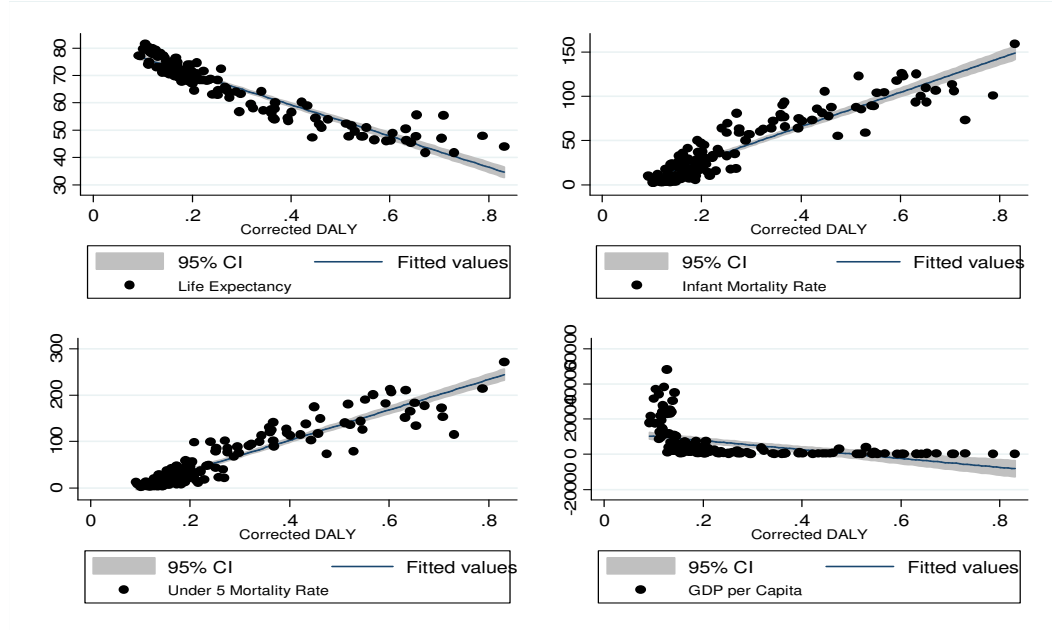 80
70
60
50
40
30
0 .2 .4 .6 .8
Corrected DALY
95% CI Fitted values
Life Expectancy
150
100
50
0
0 .2 .4 .6 .8
Corrected DALY
95% CI Fitted values
Infant Mortality Rate
300
200
100
0
0 .2 .4 .6 .8
Corrected DALY
95% CI Fitted values
Under 5 Mortality Rate
60000
40000
20000
0
-20000
0 .2 .4 .6 .8
Corrected DALY
95% CI Fitted values
GDP per Capita